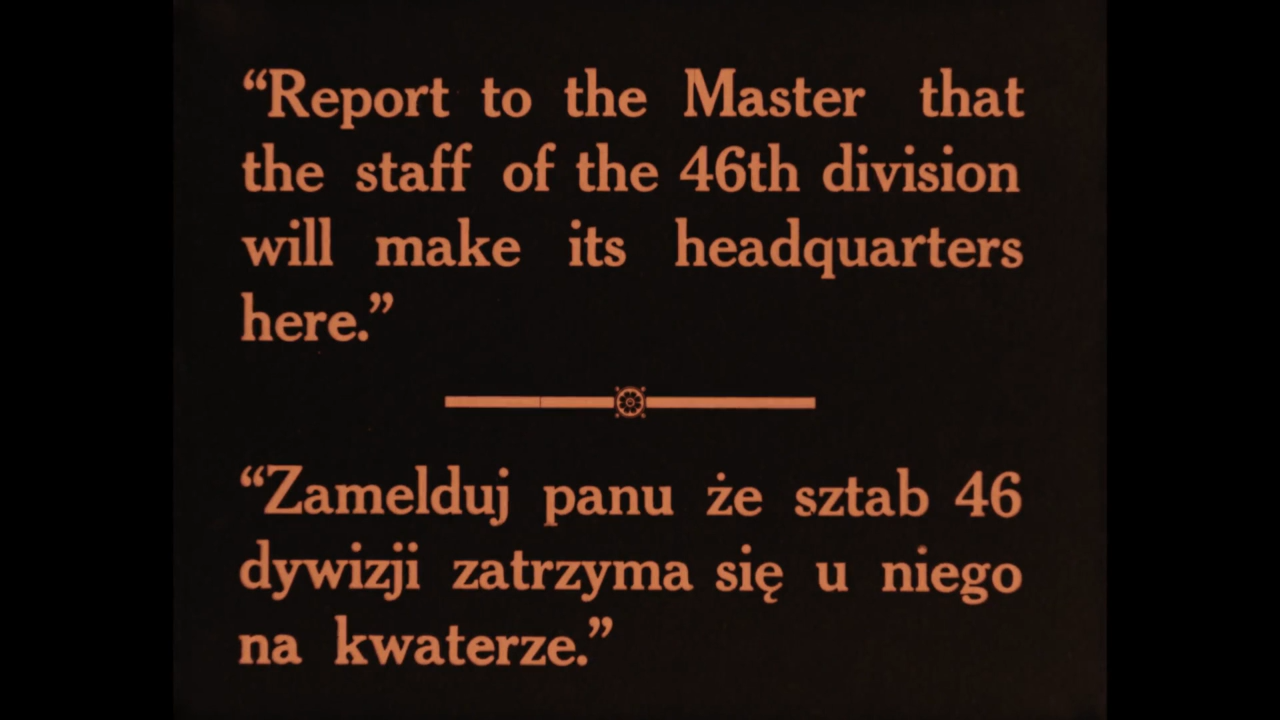 “Report to the Master that
the staff of the 46th division
will make its headquarters
here.”
“Zamelduj panu że sztab 46
dywizji zatrzyma się u niego
na kwaterze.”